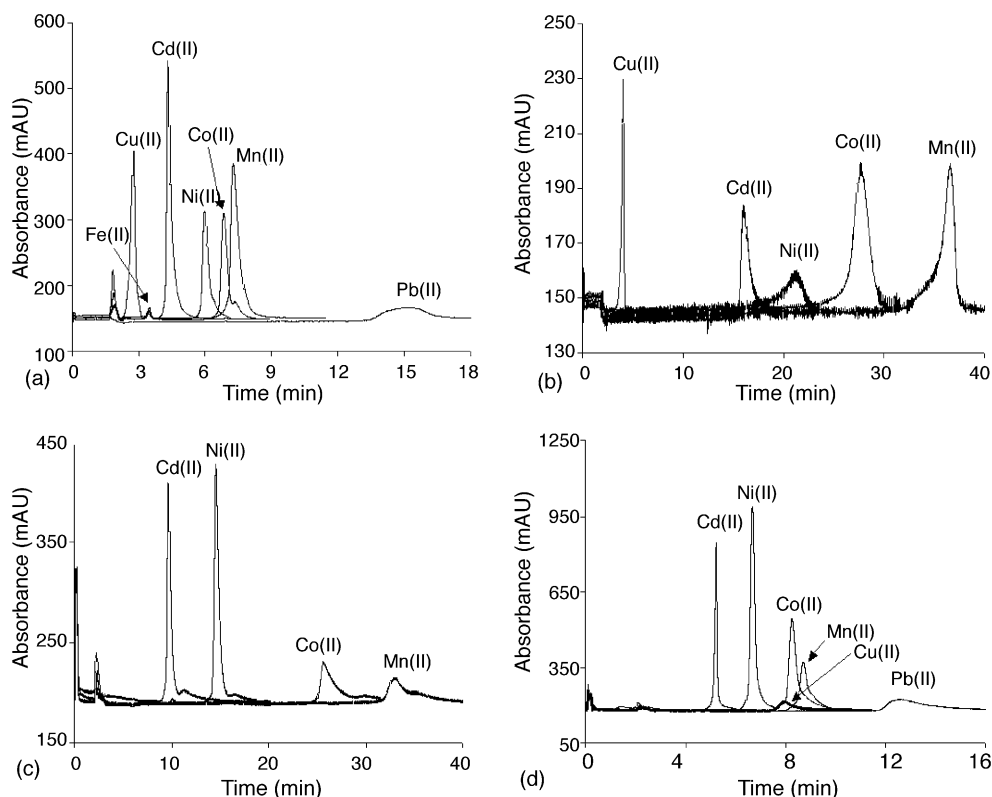 600
500
400
300
200
100
Absorbance (mAU)
Cd(II)
Cu(II)
Co(II)
Mn(II)
Ni(II)
Fe(II)
Pb(II)
0 3 6 9 12 15 18
(a)
Time (min)
250
230
210
190
170
150
130
Absorbance (mAU)
Cu(II)
Co(II)
Mn(II)
Cd(II)
Ni(II)
0 10 20 30 40
(b)
Time (min)
450
350
250
150
Absorbance (mAU)
Ni(II)
Cd(II)
Co(II)
Mn(II)
0 10 20 30 40
(c)
Time (min)
1250
950
650
350
50
Absorbance (mAU)
Ni(II)
Cd(II)
Co(II)
Mn(II)
Cu(II)
Pb(II)
0 4 8 12 16
(d)
Time (min)